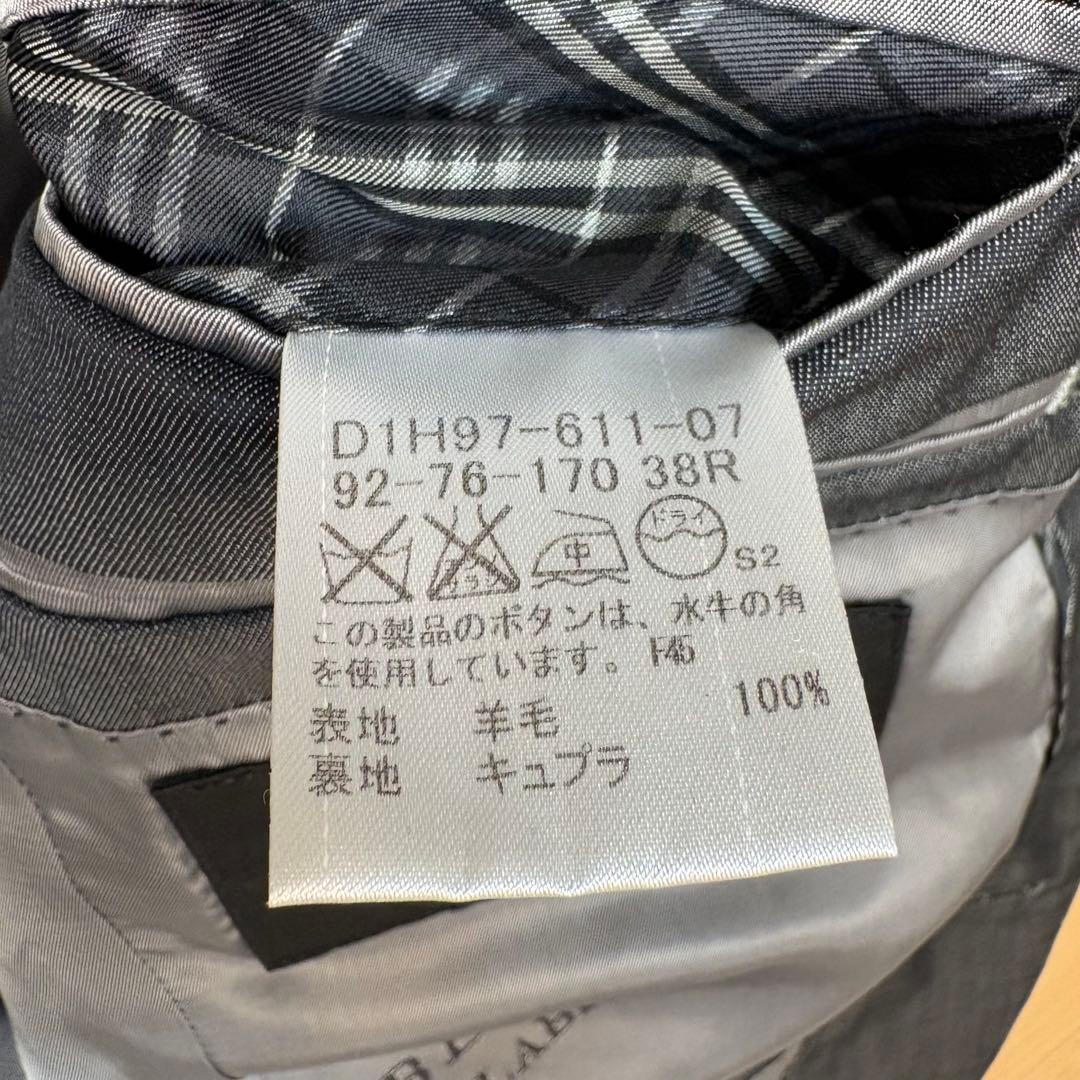 D1H97-611-07
92-76-170 38R
中 ドライ S2
この製品のボタンは、水牛の角
を使用しています。 F45
表地 羊毛 100%
裏地 キュプラ
LAB